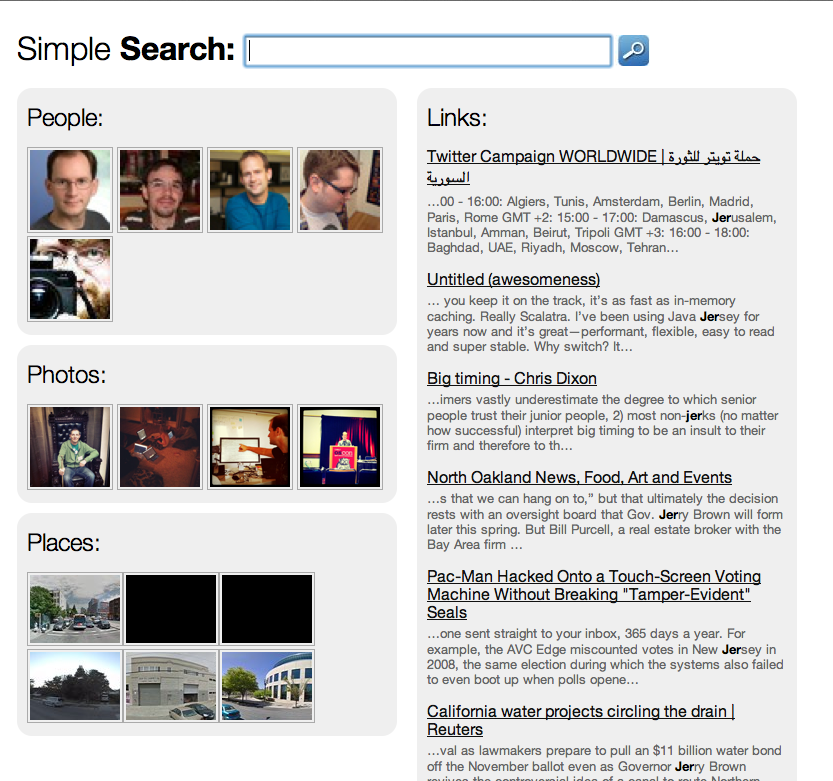 Simple Search:
People:
Photos:
Places:
Links:
Twitter Campaign WORLDWIDE | حملة تويتر للثورة
السورية
...00 - 16:00: Algiers, Tunis, Amsterdam, Berlin, Madrid,
Paris, Rome GMT +2: 15:00 - 17:00: Damascus, Jerusalem,
Istanbul, Amman, Beirut, Tripoli GMT +3: 16:00 - 18:00:
Baghdad, UAE, Riyadh, Moscow, Tehran...
Untitled (awesomeness)
... you keep it on the track, it's as fast as in-memory
caching. Really Scalatra. I've been using Java Jersey for
years now and it's great—performant, flexible, easy to read
and super stable. Why switch? It...
Big timing - Chris Dixon
...imers vastly underestimate the degree to which senior
people trust their junior people, 2) most non-jerks (no matter
how successful) interpret big timing to be an insult to their
firm and therefore to th...
North Oakland News, Food, Art and Events
...s that we can hang on to,” but that ultimately the decision
rests with an oversight board that Gov. Jerry Brown will form
later this spring. But Bill Purcell, a real estate broker with the
Bay Area firm ...
Pac-Man Hacked Onto a Touch-Screen Voting
Machine Without Breaking "Tamper-Evident"
Seals
...one sent straight to your inbox, 365 days a year. For
example, the AVC Edge miscounted votes in New Jersey in
2008, the same election during which the systems also failed
to even boot up when polls opene...
California water projects circling the drain |
Reuters
...val as lawmakers prepare to pull an $11 billion water bond
off the November ballot even as Governor Jerry Brown
revives the controversial idea of a canal to route Northern